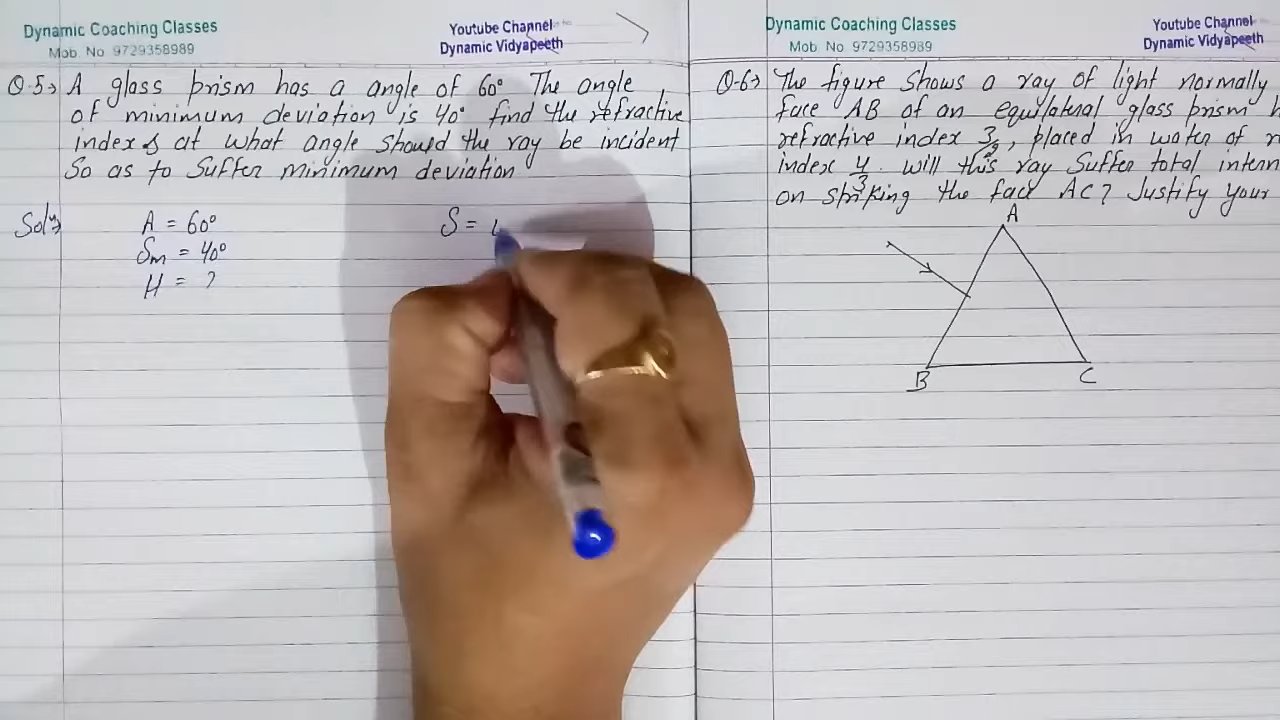 Dynamic Coaching Classes
Mob. No 9729358989
Youtube Channel
Dynamic Vidyapeeth
Q.5 A glass prism has a angle of 60° The angle
of minimum deviation is 40° find the refractive
index & at what angle should the ray be incident
So as to Suffer minimum deviation
Sol
A = 60°
δm = 40°
μ = ?
δ =
Dynamic Coaching Classes
Mob. No 9729358989
Youtube Channel
Dynamic Vidyapeeth
Q.6 The figure shows a ray of light normally
face AB of an equilateral glass prism
refractive index 3/2, placed in water of
index 4/3. will this ray Suffer total intern
on striking the face AC? Justify your
A
B
C